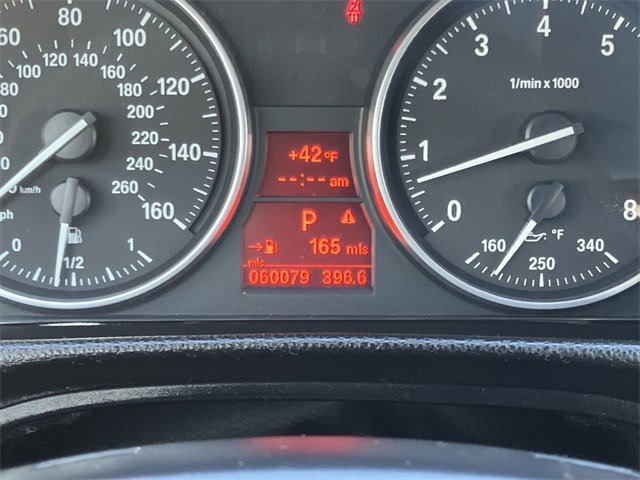 60 80 100 120 140 160
80 100 120 140 160 180 200 220 240 260
km/h
ph
0 1/2 1
+42°F
--:-- am
P
165 mls
mls
060079 396.6
0 1 2 3 4 5 8
1/min x 1000
°F
160 250 340